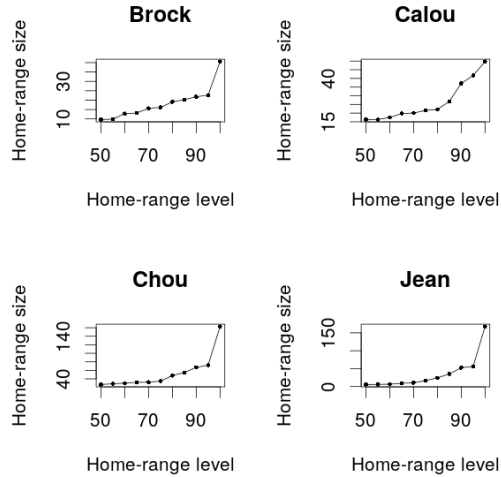 Brock
Home-range size
10 30
50 70 90
Home-range level
Calou
Home-range size
15 40
50 70 90
Home-range level
Chou
Home-range size
40 140
50 70 90
Home-range level
Jean
Home-range size
0 150
50 70 90
Home-range level